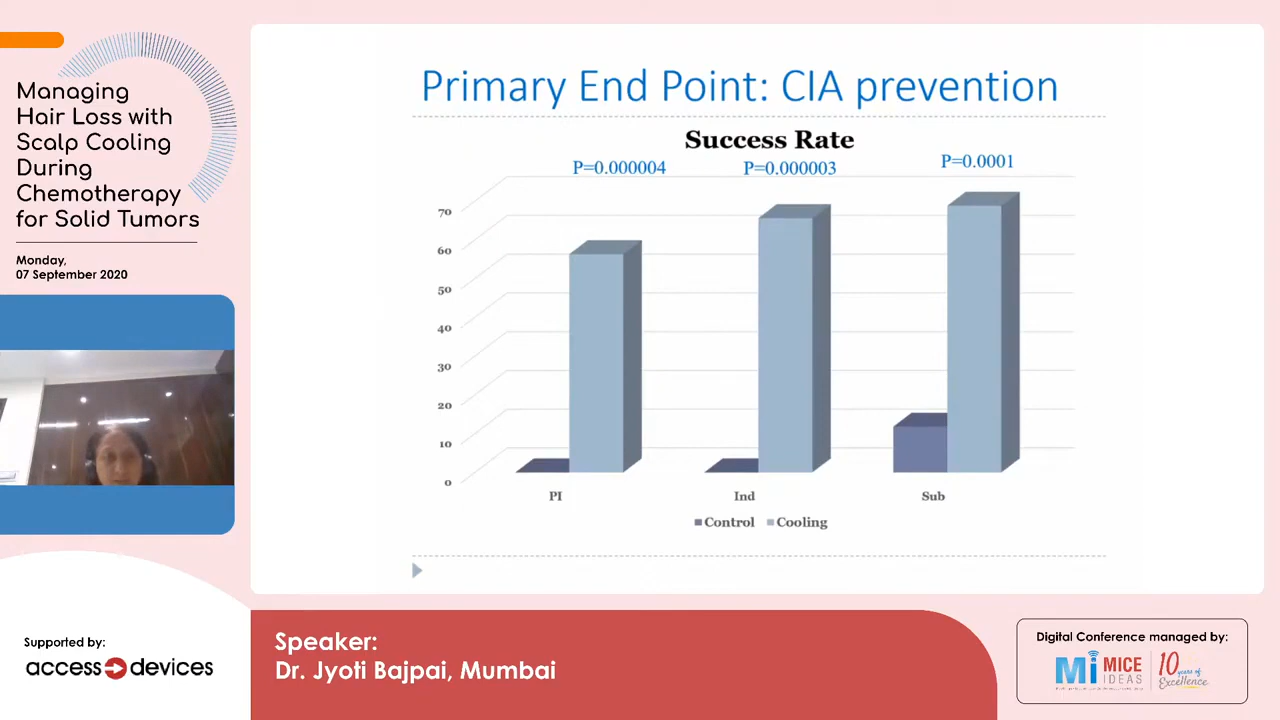 Managing
Hair Loss with
Scalp Cooling
During
Chemotherapy
for Solid Tumors
Monday,
07 September 2020
Supported by:
access devices
Primary End Point: CIA prevention
Success Rate
P=0.000004
P=0.000003
P=0.0001
70
60
50
40
30
20
10
0
PI
Ind
Sub
Control
Cooling
Speaker:
Dr. Jyoti Bajpai, Mumbai
Digital Conference managed by:
Mi MICE
IDEAS
10 years of
Excellence